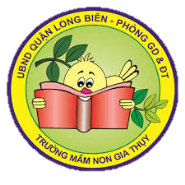 UBND QUẬN LONG BIÊN - PHÒNG GD & ĐT
TRƯỜNG MẦM NON GIA THỤY